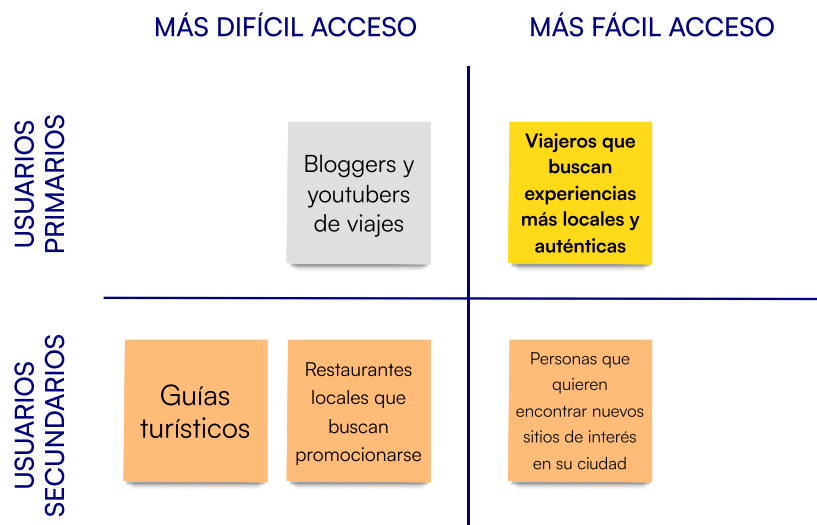 MÁS DIFÍCIL ACCESO
MÁS FÁCIL ACCESO
USUARIOS
PRIMARIOS
Bloggers y
youtubers
de viajes
Viajeros que
buscan
experiencias
más locales y
auténticas
USUARIOS
SECUNDARIOS
Guías
turísticos
Restaurantes
locales que
buscan
promocionarse
Personas que
quieren
encontrar nuevos
sitios de interés
en su ciudad